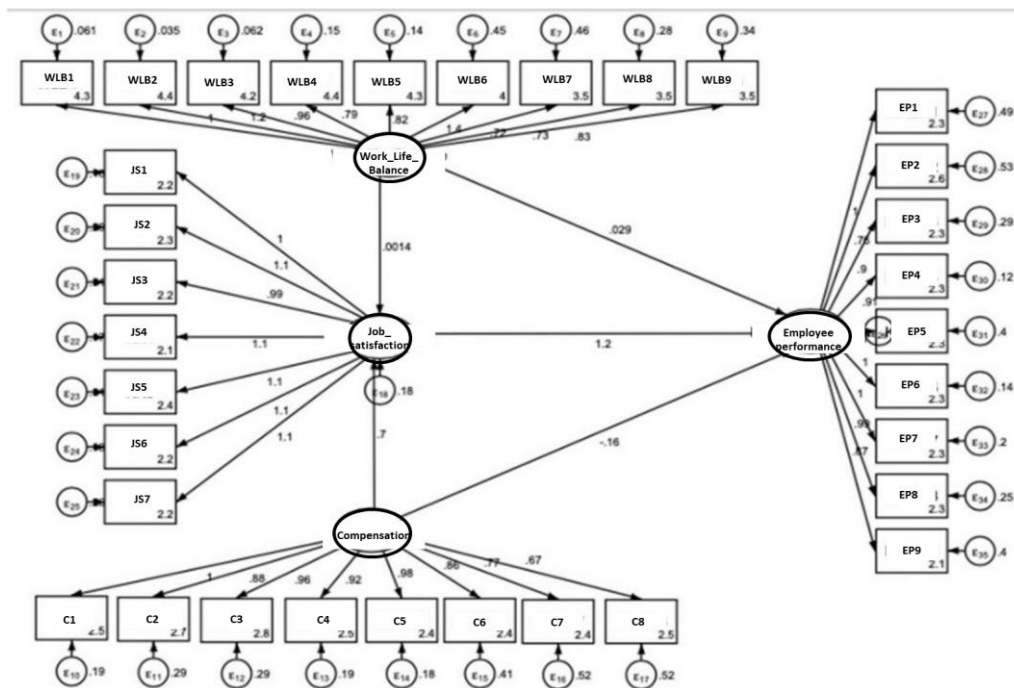 ε1 .061 ε2 .035 ε3 .062 ε4 .15 ε5 .14 ε6 .45 ε7 .46 ε8 .28 ε9 .34
WLB1 WLB2 WLB3 WLB4 WLB5 WLB6 WLB7 WLB8 WLB9
4.3 4.4 4.2 4.4 4.3 4 3.5 3.5 3.5
1 1.2 .96 .79 .82 1.4 .72 .73 .83
Work_Life_
Balance
EP1
2.3
ε27 .49
ε19
JS1
2.2
EP2
2.6
ε28 .53
ε20
JS2
2.3
EP3
2.3
ε29 .29
ε21
JS3
2.2
EP4
2.3
ε30 .12
ε22
JS4
2.1
EP5
2.3
ε31 .4
ε23
JS5
2.4
EP6
2.3
ε32 .14
ε24
JS6
2.2
EP7
2.3
ε33 .2
ε25
JS7
2.2
EP8
2.3
ε34 .25
EP9
2.1
ε35 .4
1
1.1
.99
1.1
1.1
1.1
1.1
.0014
.029
Job_
satisfaction
ε18 .18
1.2
Employee
performance
1
.78
.9
.91
1
1
.99
.87
.7
-.16
Compensation
1 .88 .96 .92 .98 .86 .77 .67
C1 C2 C3 C4 C5 C6 C7 C8
2.5 2.7 2.8 2.5 2.4 2.4 2.4 2.5
ε10 .19 ε11 .29 ε12 .29 ε13 .19 ε14 .18 ε15 .41 ε16 .52 ε17 .52